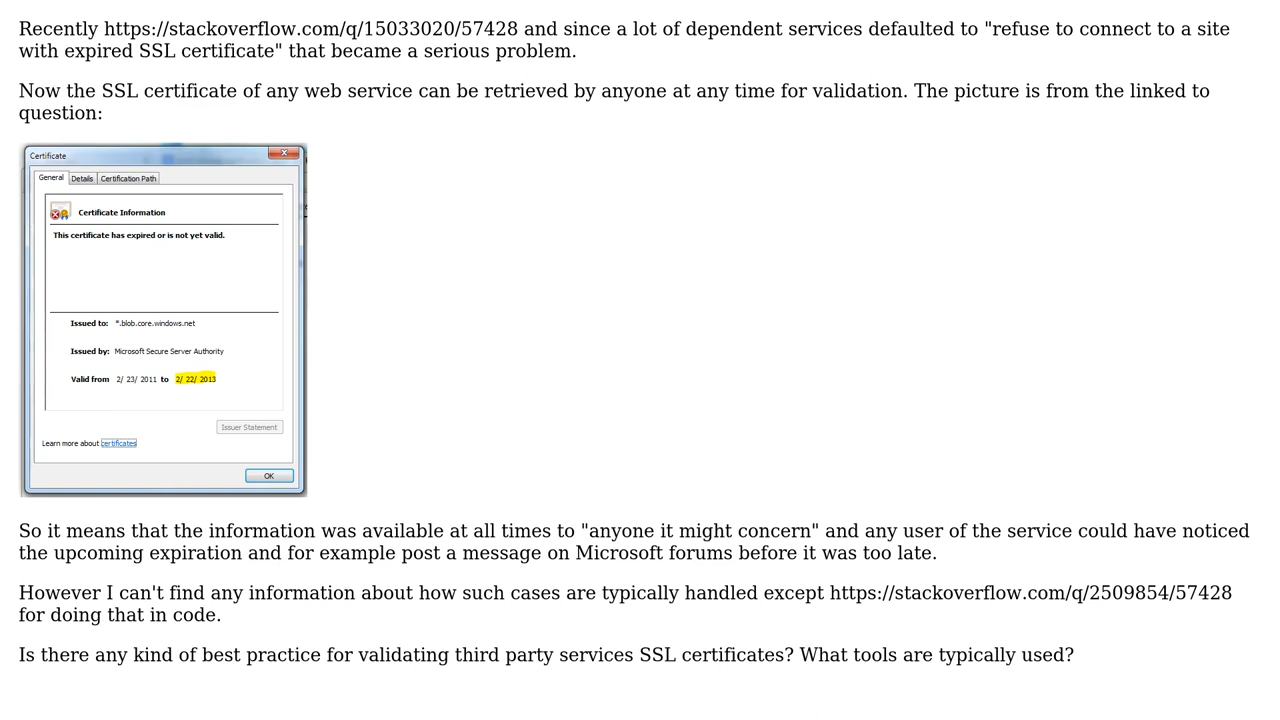 Recently https://stackoverflow.com/q/15033020/57428 and since a lot of dependent services defaulted to "refuse to connect to a site
with expired SSL certificate" that became a serious problem.
Now the SSL certificate of any web service can be retrieved by anyone at any time for validation. The picture is from the linked to
question:
Certificate
General Details Certification Path
Certificate Information
This certificate has expired or is not yet valid.
Issued to: *.blob.core.windows.net
Issued by: Microsoft Secure Server Authority
Valid from 2/ 23/ 2011 to 2/ 22/ 2013
Issuer Statement
Learn more about certificates
OK
So it means that the information was available at all times to "anyone it might concern" and any user of the service could have noticed
the upcoming expiration and for example post a message on Microsoft forums before it was too late.
However I can't find any information about how such cases are typically handled except https://stackoverflow.com/q/2509854/57428
for doing that in code.
Is there any kind of best practice for validating third party services SSL certificates? What tools are typically used?